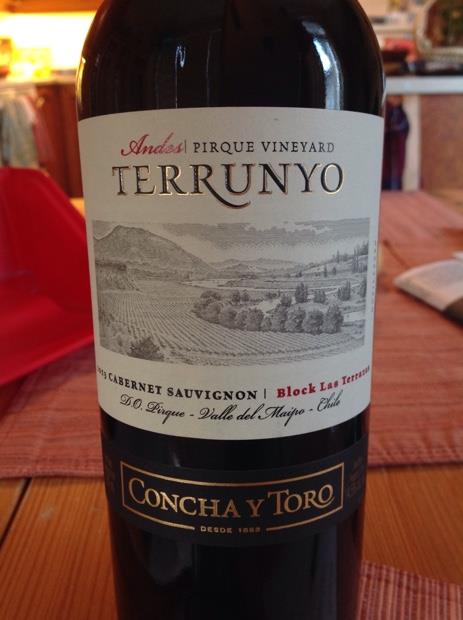 Andes | PIRQUE VINEYARD
TERRUNYO
CABERNET SAUVIGNON | Block Las Terrazas
D.O. Pirque - Valle del Maipo - Chile
CONCHA Y TORO
DESDE 1883